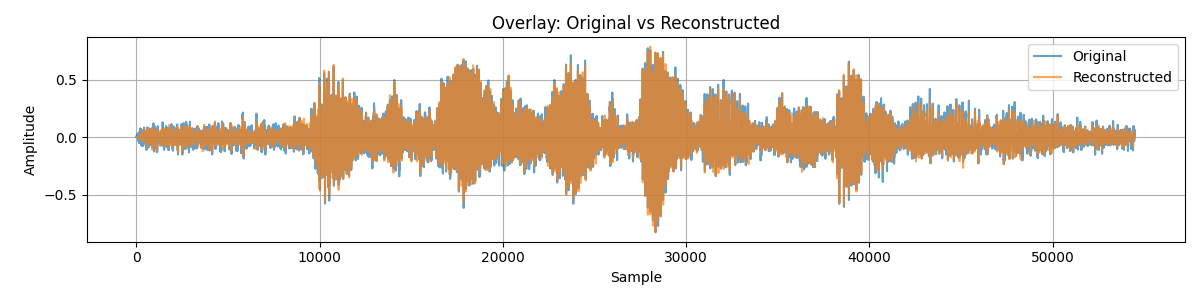 Overlay: Original vs Reconstructed
Original
Reconstructed
Amplitude
0.5
0.0
−0.5
0 10000 20000 30000 40000 50000
Sample